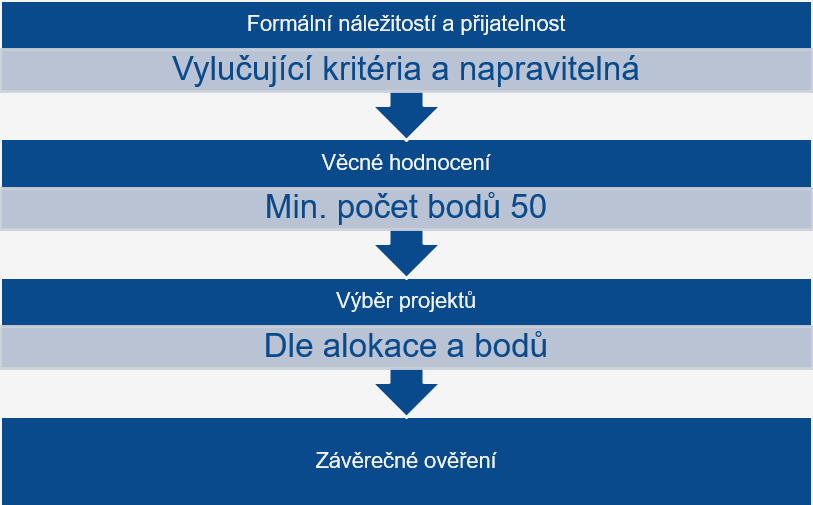 Formální náležitostí a přijatelnost
Vylučující kritéria a napravitelná
Věcné hodnocení
Min. počet bodů 50
Výběr projektů
Dle alokace a bodů
Závěrečné ověření